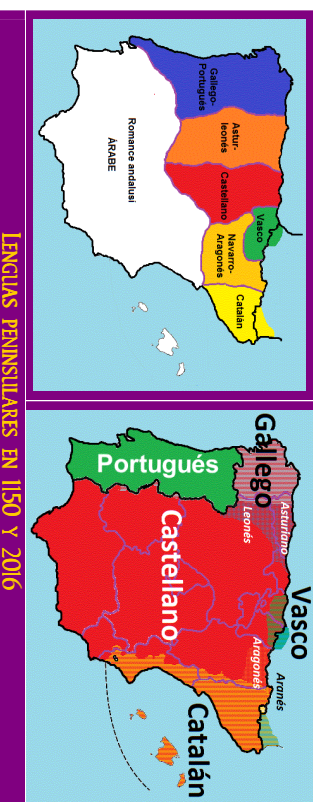 Gallego-
Portugués
Astur-
leonés
Castellano
Vasco
Navarro-
Aragonés
Catalán
Romance andalusí
ÁRABE
Gallego
Asturiano
Leonés
Vasco
Portugués
Castellano
Aragonés
Aranés
Catalán
LENGUAS PENINSULARES EN 1150 Y 2016